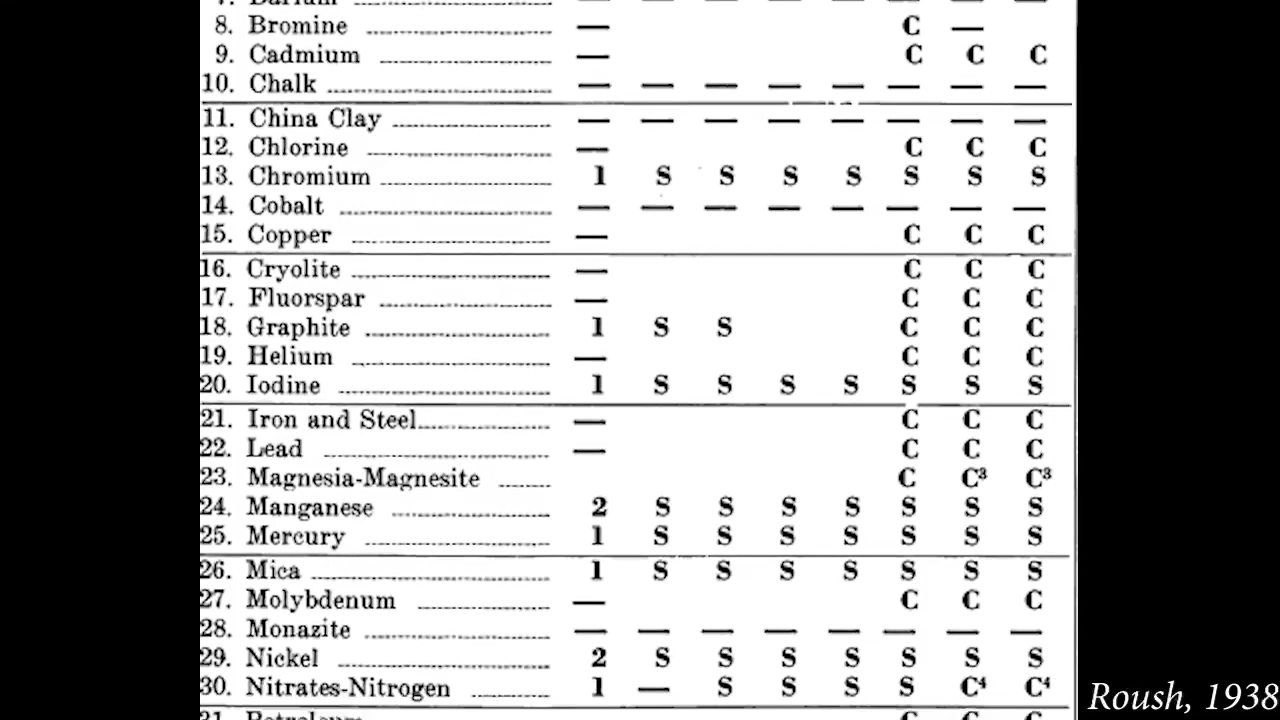 8. Bromine — C —
9. Cadmium — C C C
10. Chalk — — — — — — — —
11. China Clay — — — — — — — —
12. Chlorine — C C C
13. Chromium 1 S S S S S S S
14. Cobalt — — — — — — — —
15. Copper — C C C
16. Cryolite — C C C
17. Fluorspar — C C C
18. Graphite 1 S S C C C
19. Helium — C C C
20. Iodine 1 S S S S S S S
21. Iron and Steel — C C C
22. Lead — C C C
23. Magnesia-Magnesite C C³ C³
24. Manganese 2 S S S S S S S
25. Mercury 1 S S S S S S S
26. Mica 1 S S S S S S S
27. Molybdenum — C C C
28. Monazite — — — — — — — —
29. Nickel 2 S S S S S S S
30. Nitrates-Nitrogen 1 — S S S S C⁴ C⁴
Roush, 1938